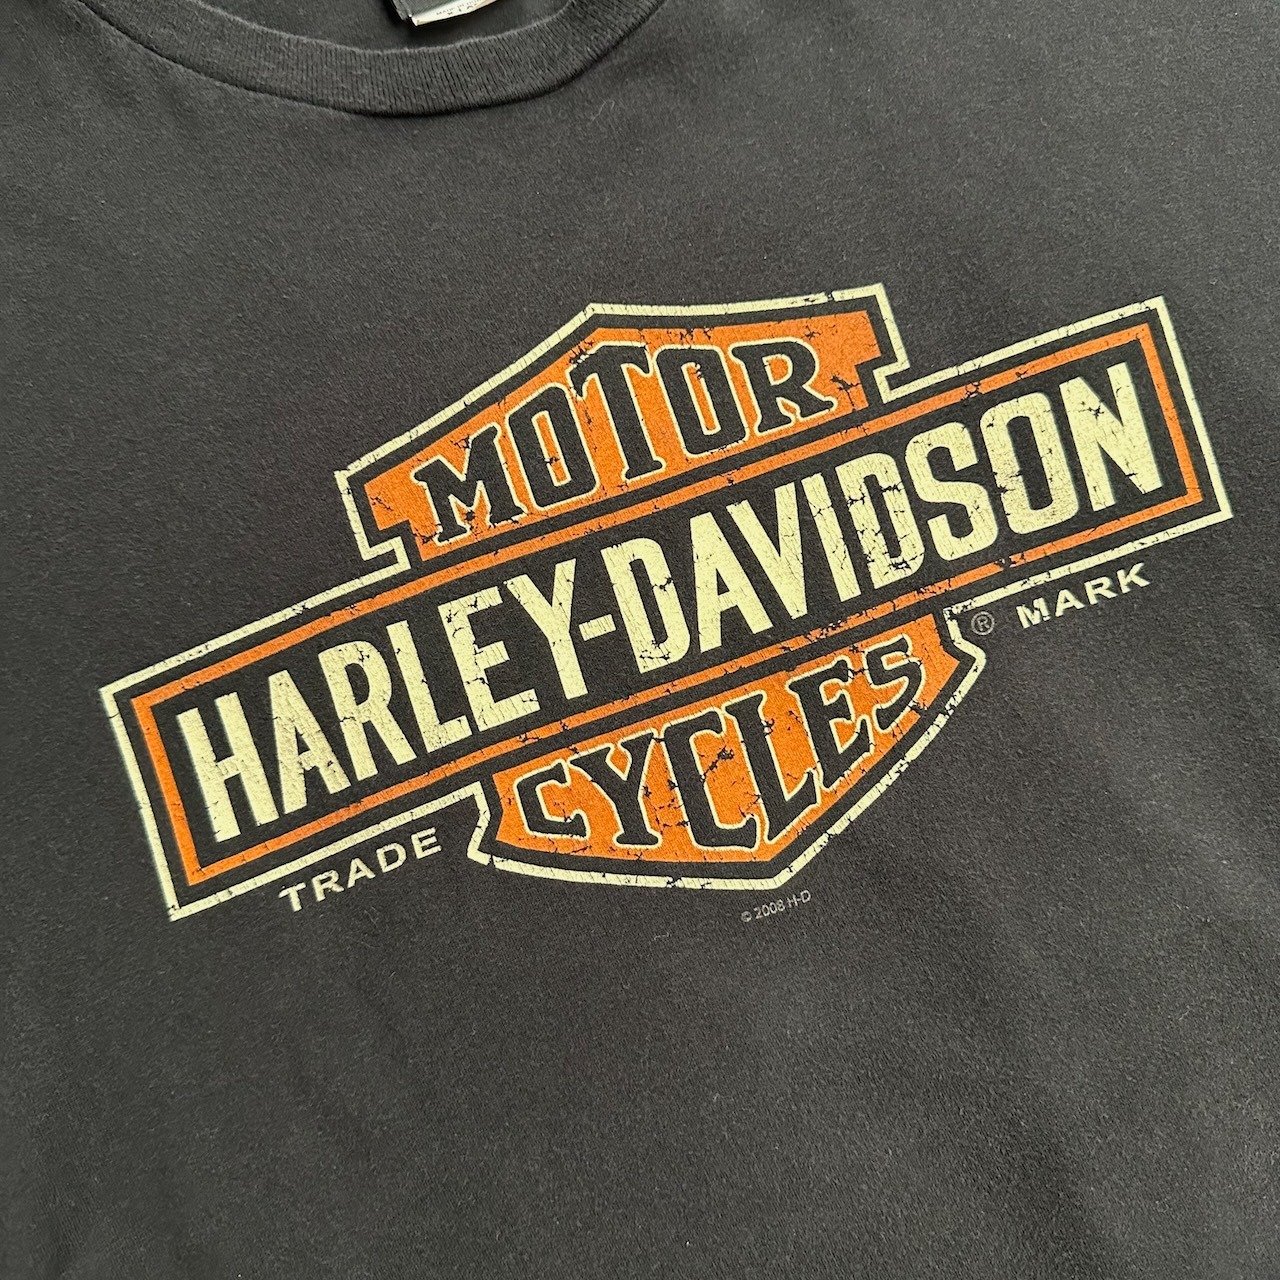 MOTOR
HARLEY-DAVIDSON
CYCLES
TRADE ® MARK
© 2008 H-D